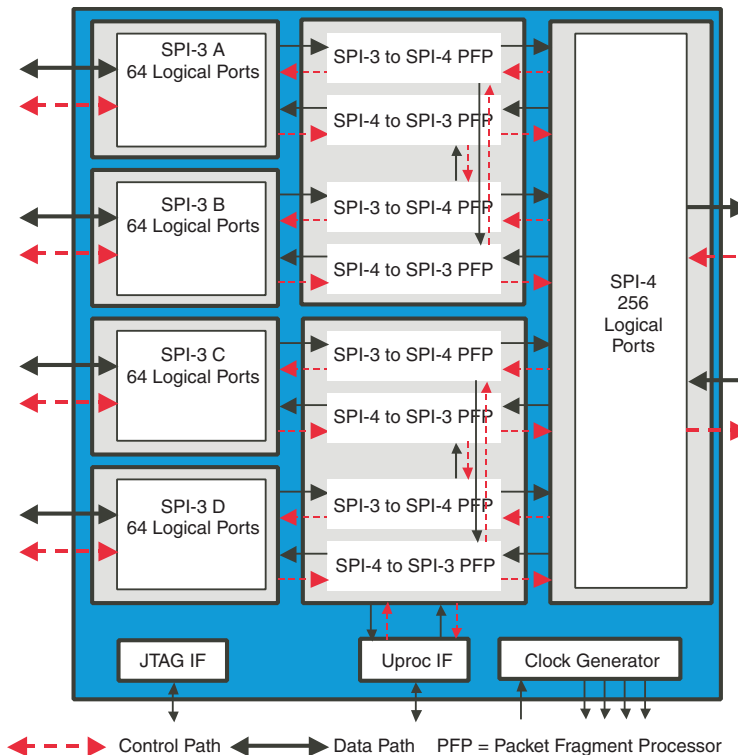 SPI-3 A
64 Logical Ports
SPI-3 to SPI-4 PFP
SPI-4 to SPI-3 PFP
SPI-3 B
64 Logical Ports
SPI-3 to SPI-4 PFP
SPI-4 to SPI-3 PFP
SPI-3 C
64 Logical Ports
SPI-3 to SPI-4 PFP
SPI-4 to SPI-3 PFP
SPI-3 D
64 Logical Ports
SPI-3 to SPI-4 PFP
SPI-4 to SPI-3 PFP
SPI-4
256
Logical
Ports
JTAG IF
Uproc IF
Clock Generator
Control Path
Data Path
PFP = Packet Fragment Processor